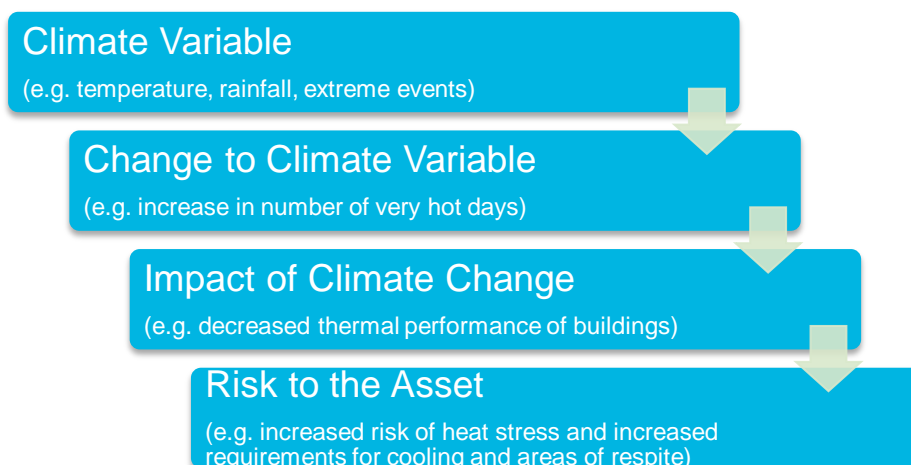 Climate Variable
(e.g. temperature, rainfall, extreme events)
Change to Climate Variable
(e.g. increase in number of very hot days)
Impact of Climate Change
(e.g. decreased thermal performance of buildings)
Risk to the Asset
(e.g. increased risk of heat stress and increased
requirements for cooling and areas of respite)